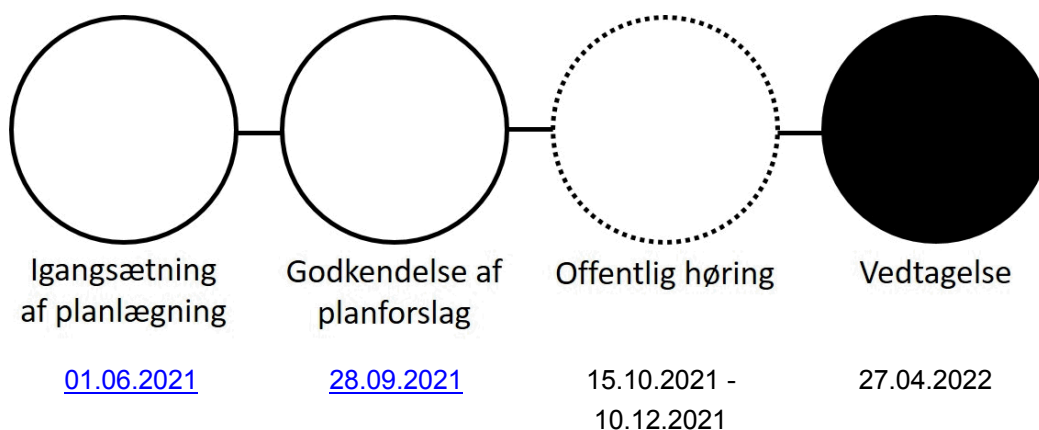 Igangsætning
af planlægning
Godkendelse af
planforslag
Offentlig høring
Vedtagelse
01.06.2021
28.09.2021
15.10.2021 -
10.12.2021
27.04.2022